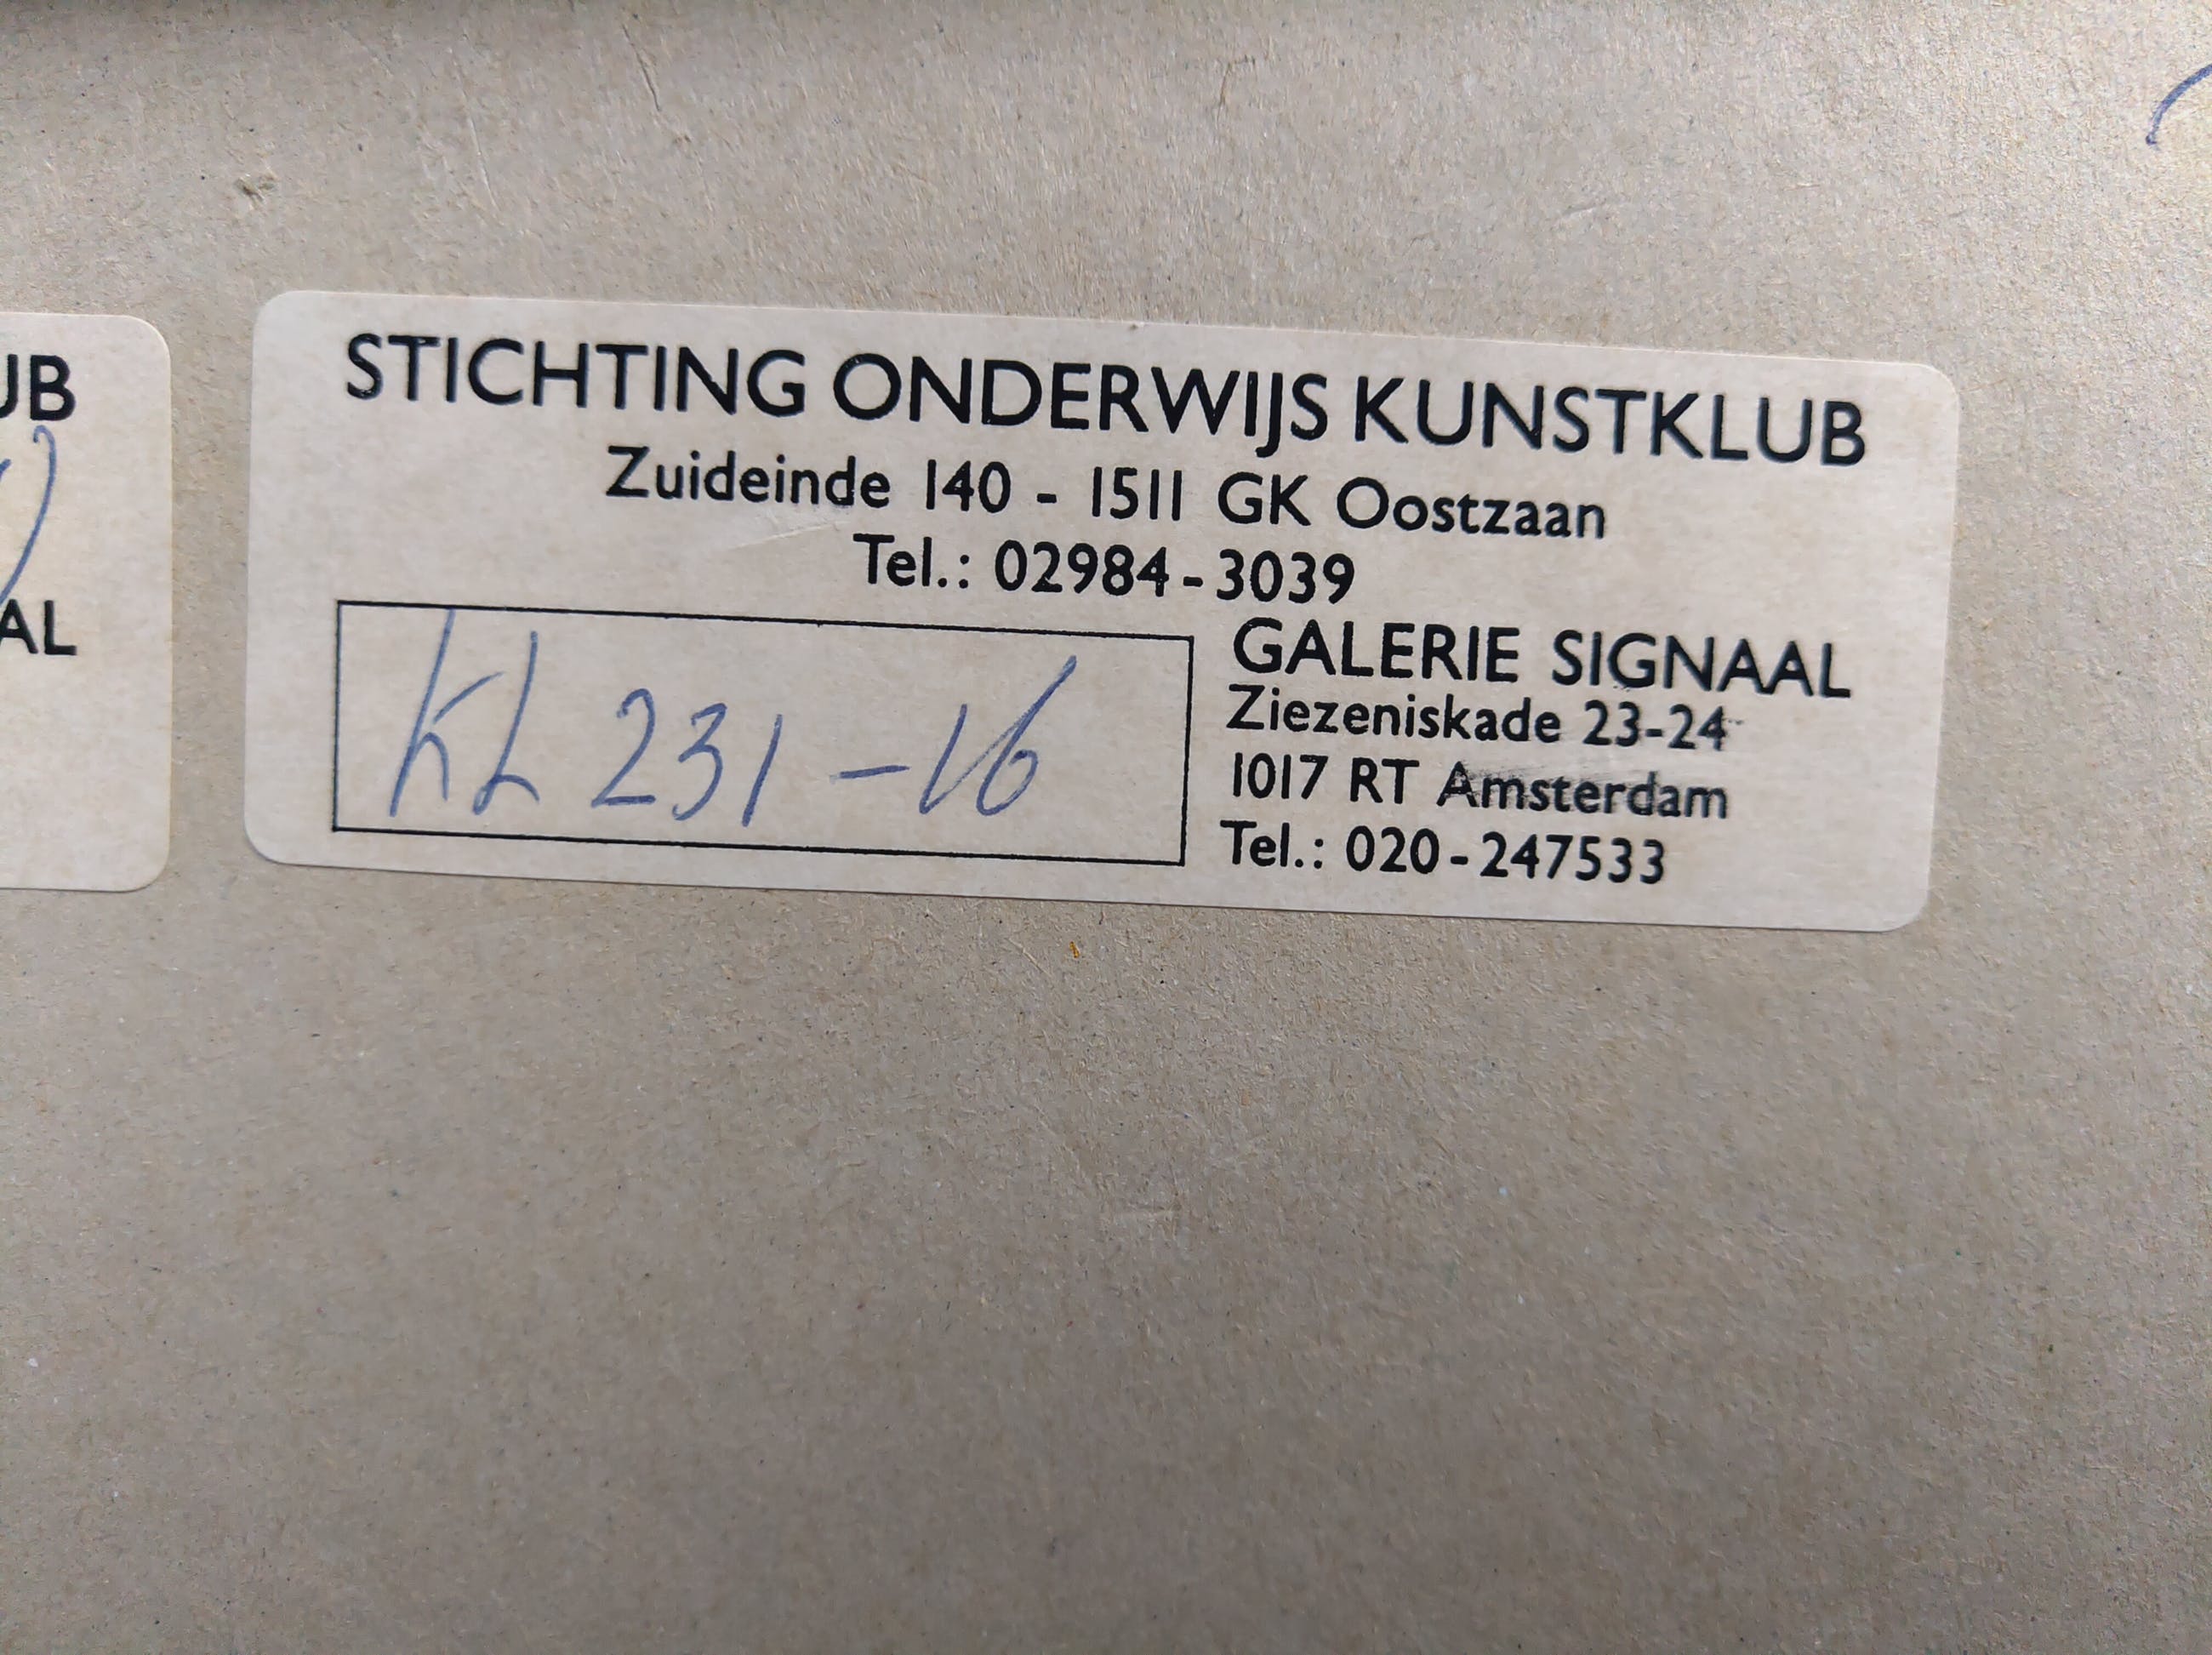 UB
AL
STICHTING ONDERWIJS KUNSTKLUB
Zuideinde 140 - 1511 GK Oostzaan
Tel.: 02984-3039
KL 231-16
GALERIE SIGNAAL
Ziezeniskade 23-24
1017 RT Amsterdam
Tel.: 020-247533